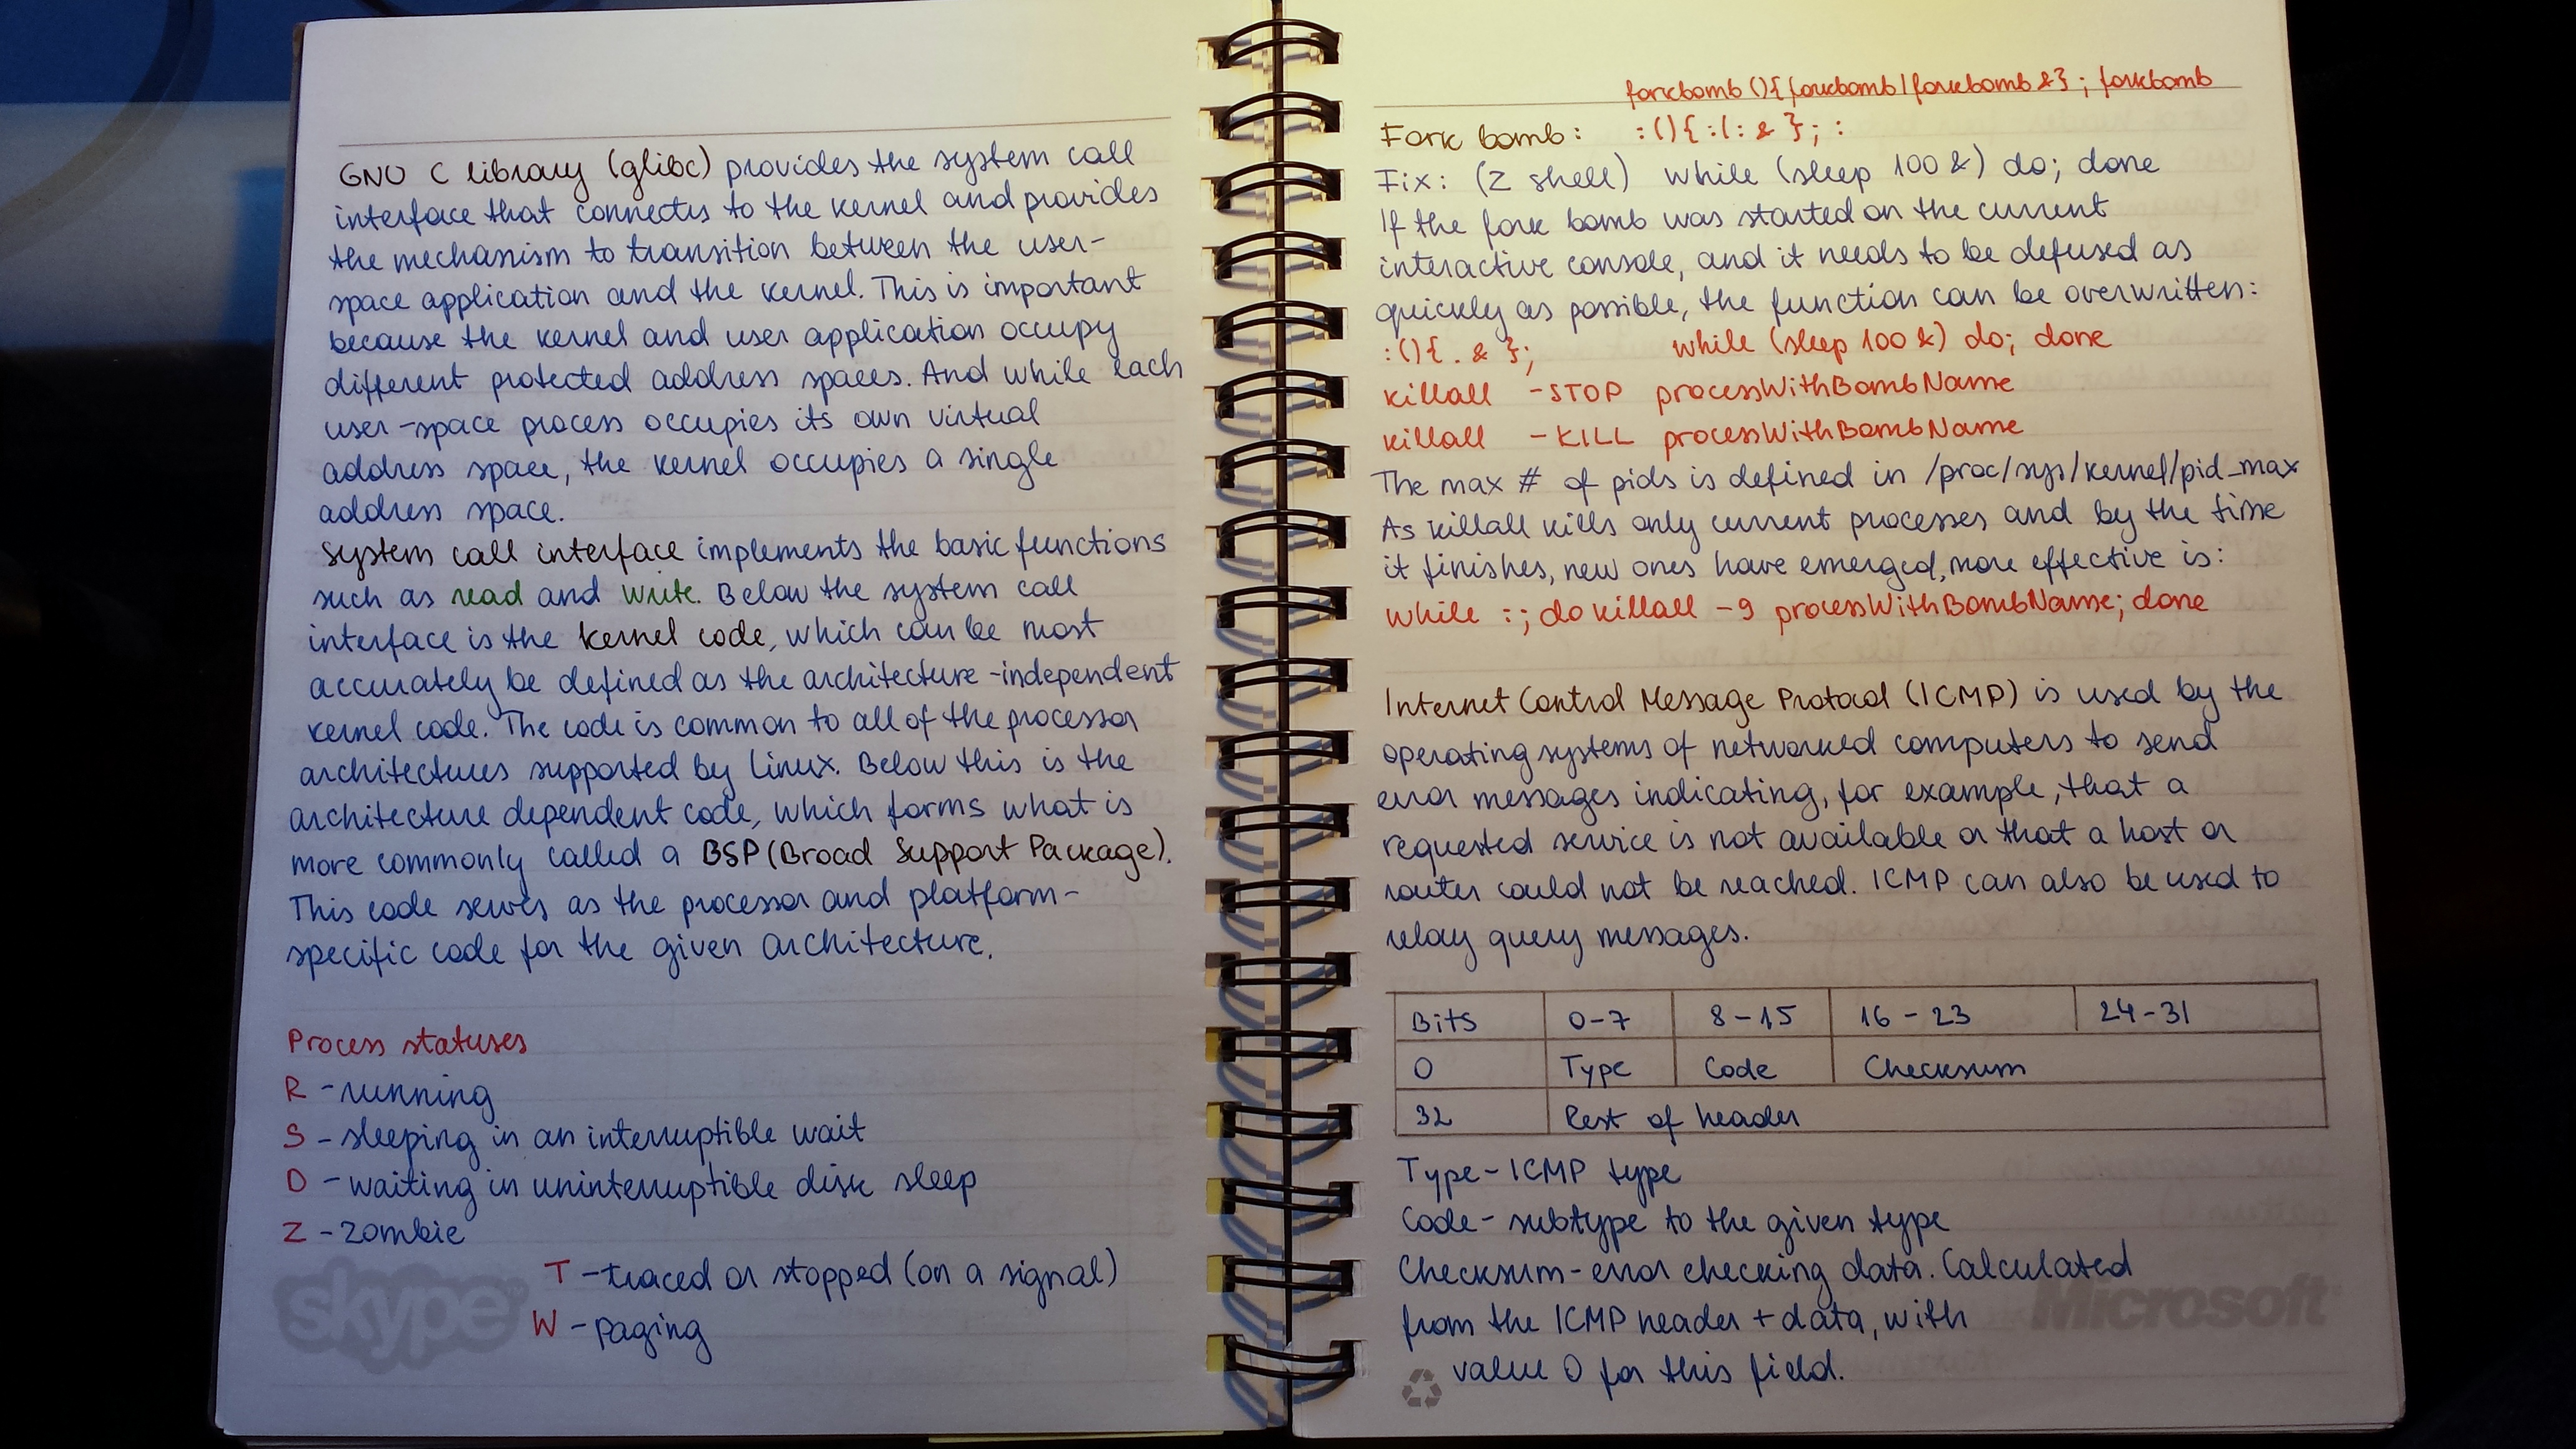 GNU C library (glibc) provides the system call
interface that connects to the kernel and provides
the mechanism to transition between the user-
space application and the kernel. This is important
because the kernel and user application occupy
different protected address spaces. And while each
user-space process occupies its own virtual
address space, the kernel occupies a single
address space.
System call interface implements the basic functions
such as read and write. Below the system call
interface is the kernel code, which can be most
accurately be defined as the architecture-independent
kernel code. The code is common to all of the processor
architectures supported by Linux. Below this is the
architecture dependent code, which forms what is
more commonly called a BSP (Broad Support Package).
This code serves as the processor and platform-
specific code for the given architecture.
Process statuses
R - running
S - sleeping in an interruptible wait
D - waiting in uninterruptible disk sleep
Z - zombie
T - traced or stopped (on a signal)
W - paging
skype
forkbomb(){forkbomb|forkbomb&}; forkbomb
Fork bomb: :(){:|:&}; :
Fix: (Z shell) while (sleep 100 &) do; done
If the fork bomb was started on the current
interactive console, and it needs to be defused as
quickly as possible, the function can be overwritten:
:(){ . & }; while (sleep 100 &) do; done
killall -STOP processWithBombName
killall -KILL processWithBombName
The max # of pids is defined in /proc/sys/kernel/pid_max
As killall kills only current processes and by the time
it finishes, new ones have emerged, more effective is:
while :; do killall -9 processWithBombName; done
Internet Control Message Protocol (ICMP) is used by the
operating systems of networked computers to send
error messages indicating, for example, that a
requested service is not available or that a host or
router could not be reached. ICMP can also be used to
relay query messages.
Bits 0-7 8-15 16-23 24-31
0 Type Code Checksum
32 Rest of header
Type - ICMP type
Code - subtype to the given type
Checksum - error checking data. Calculated
from the ICMP header + data, with
value 0 for this field.
Microsoft